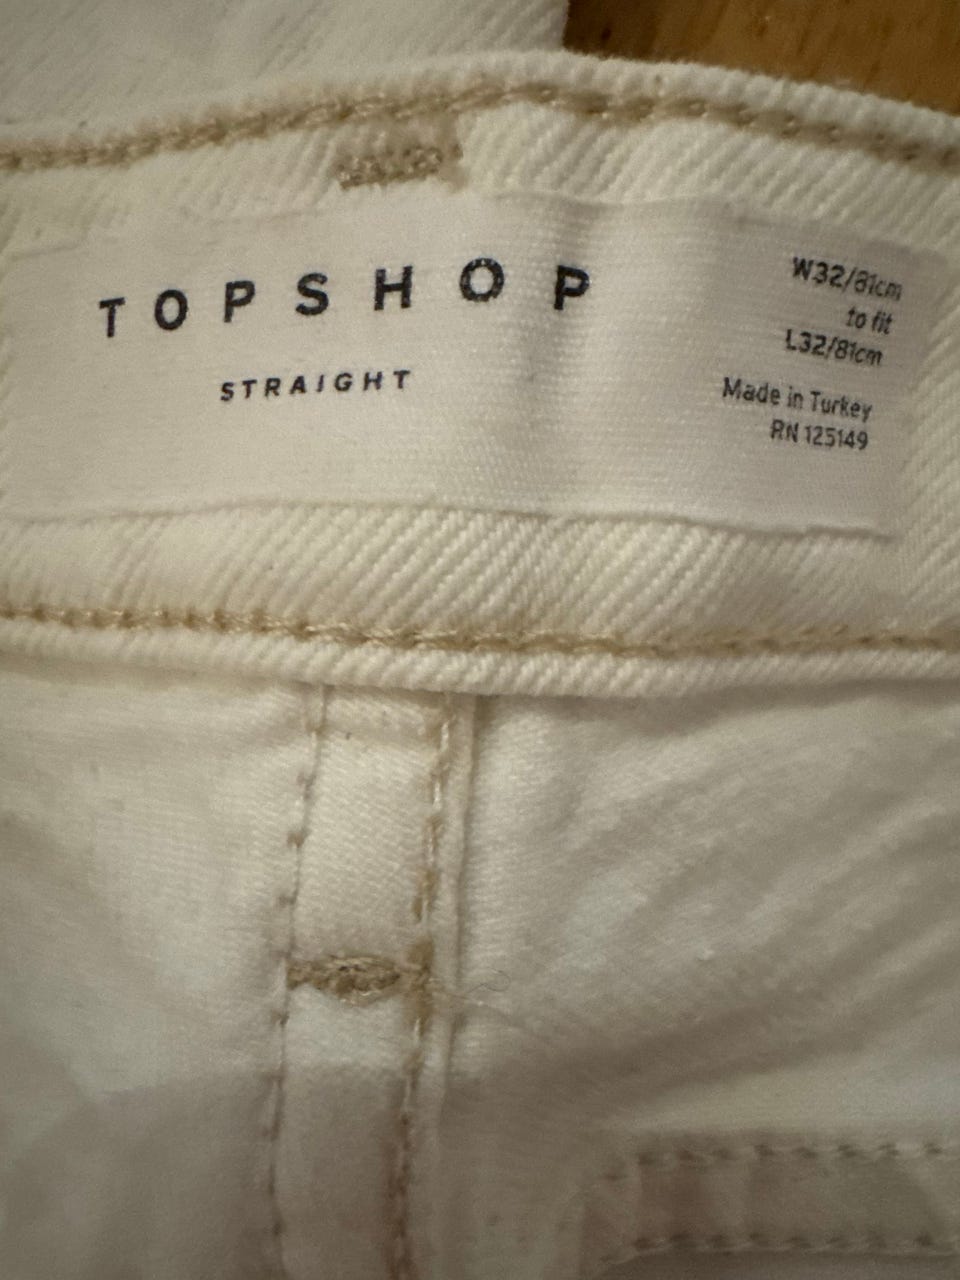 TOPSHOP
STRAIGHT
W32/81cm
to fit
L32/81cm
Made in Turkey
RN 125149